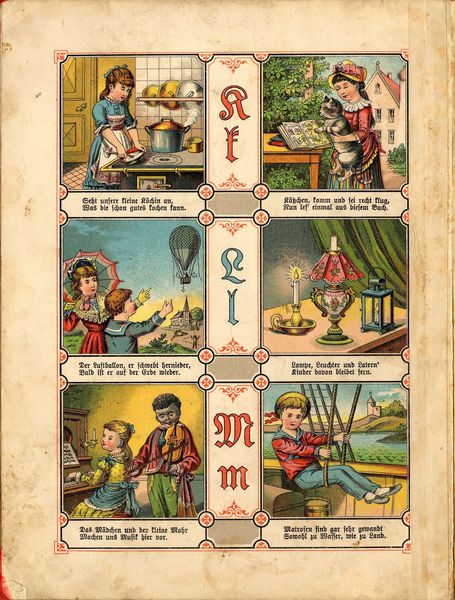 K k
Seht unsere kleine Köchin an,
Was die schon gutes kochen kann.
Kätzchen, komm und sei recht klug,
Nun les' einmal aus diesem Buch.
L l
Der Luftballon, er schwebt hernieder,
Bald ist er auf der Erde wieder.
Lampe, Leuchter und Latern'
Kinder davon bleibet fern.
M m
Das Mädchen und der kleine Mohr
Machen uns Musik hier vor.
Matrosen sind gar sehr gewandt
Sowohl zu Wasser, wie zu Land.